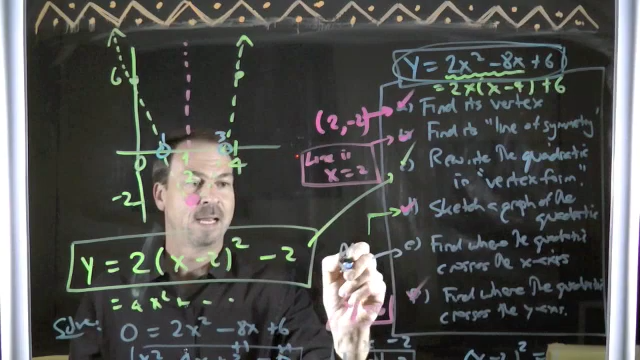 Y = 2x² - 8x + 6
= 2x(x-4) + 6
a) Find its vertex
b) Find its "line of symmetry"
c) Rewrite the quadratic
in "vertex-form."
d) Sketch a graph of the
quadratic
e) Find where the quadratic
crosses the x-axis
f) Find where the quadratic
crosses the y-axis.
(2, -2)
Line is
x = 2
6
0
1
2
3
4
-2
Y = 2(x-2)² - 2
= ax² + . .
Solve:
0 = 2x² - 8x + 6